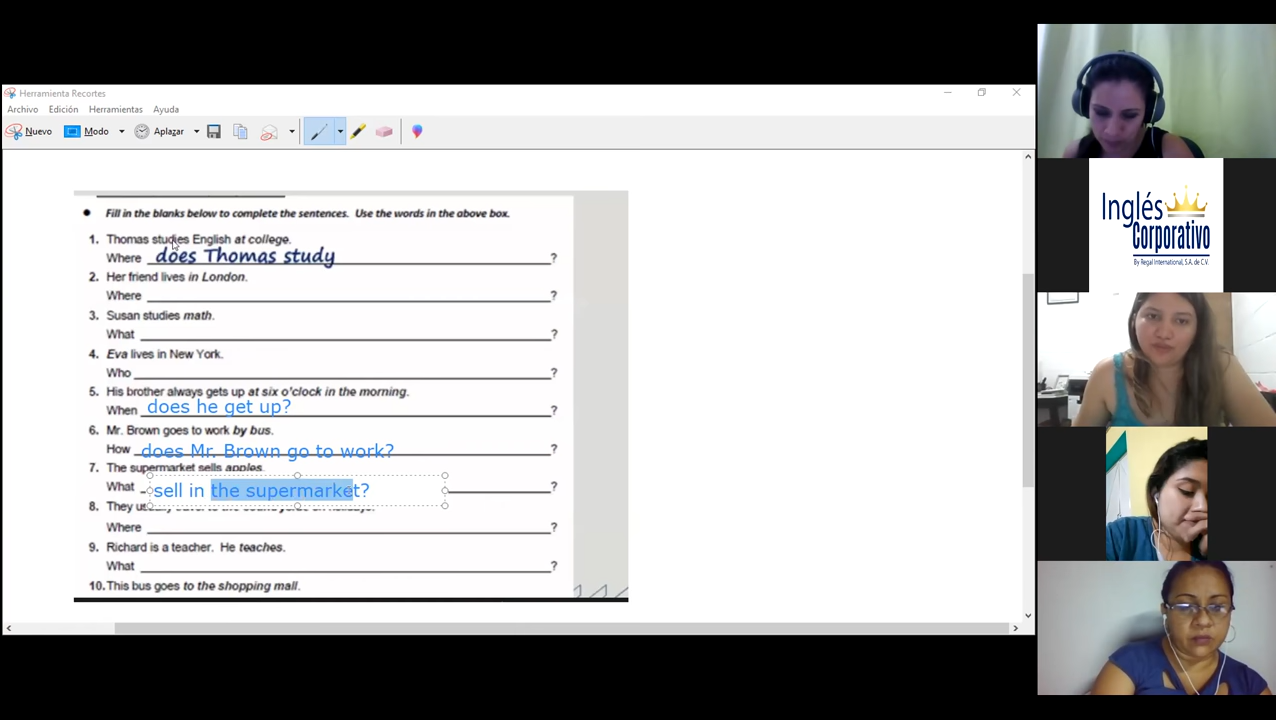 Herramienta Recortes
Archivo Edición Herramientas Ayuda
Nuevo Modo Aplazar
Fill in the blanks below to complete the sentences. Use the words in the above box.
1. Thomas studies English at college.
Where does Thomas study ?
2. Her friend lives in London.
Where ?
3. Susan studies math.
What ?
4. Eva lives in New York.
Who ?
5. His brother always gets up at six o'clock in the morning.
When does he get up? ?
6. Mr. Brown goes to work by bus.
How does Mr. Brown go to work? ?
7. The supermarket sells apples.
What sell in the supermarket? ?
8. They
Where ?
9. Richard is a teacher. He teaches.
What ?
10. This bus goes to the shopping mall.
Inglés
Corporativo
By Regal International, S.A. de C.V.